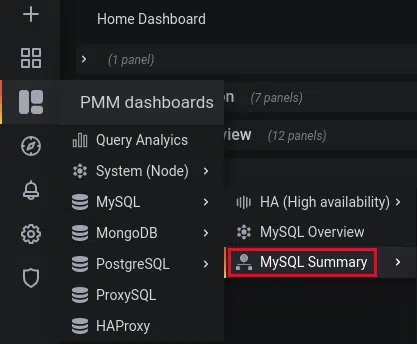 Home Dashboard
(1 panel)
PMM dashboards
on (7 panels)
Query Analyics
view (12 panels)
System (Node)
MySQL
HA (High availability)
MongoDB
MySQL Overview
PostgreSQL
MySQL Summary
ProxySQL
HAProxy